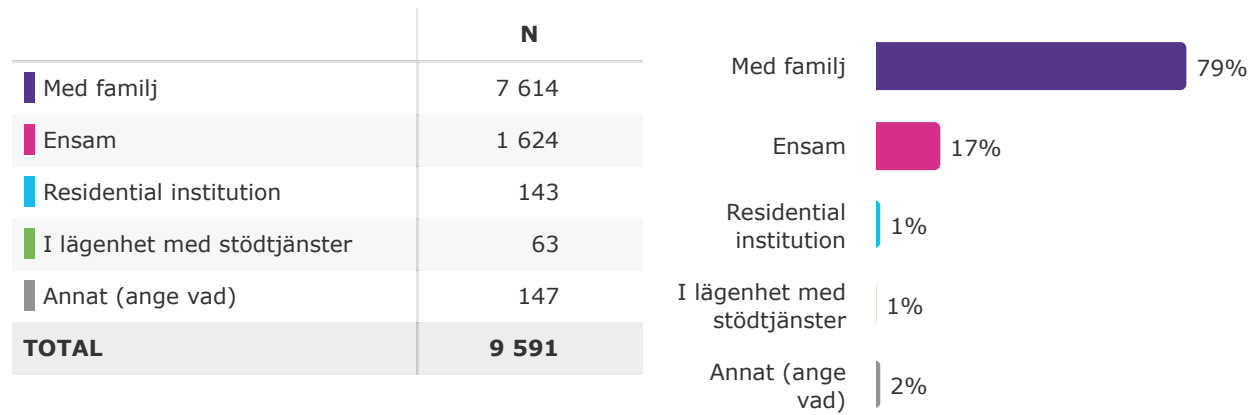 N
Med familj 7 614
Ensam 1 624
Residential institution 143
I lägenhet med stödtjänster 63
Annat (ange vad) 147
TOTAL 9 591
Med familj 79%
Ensam 17%
Residential
institution 1%
I lägenhet med
stödtjänster 1%
Annat (ange
vad) 2%